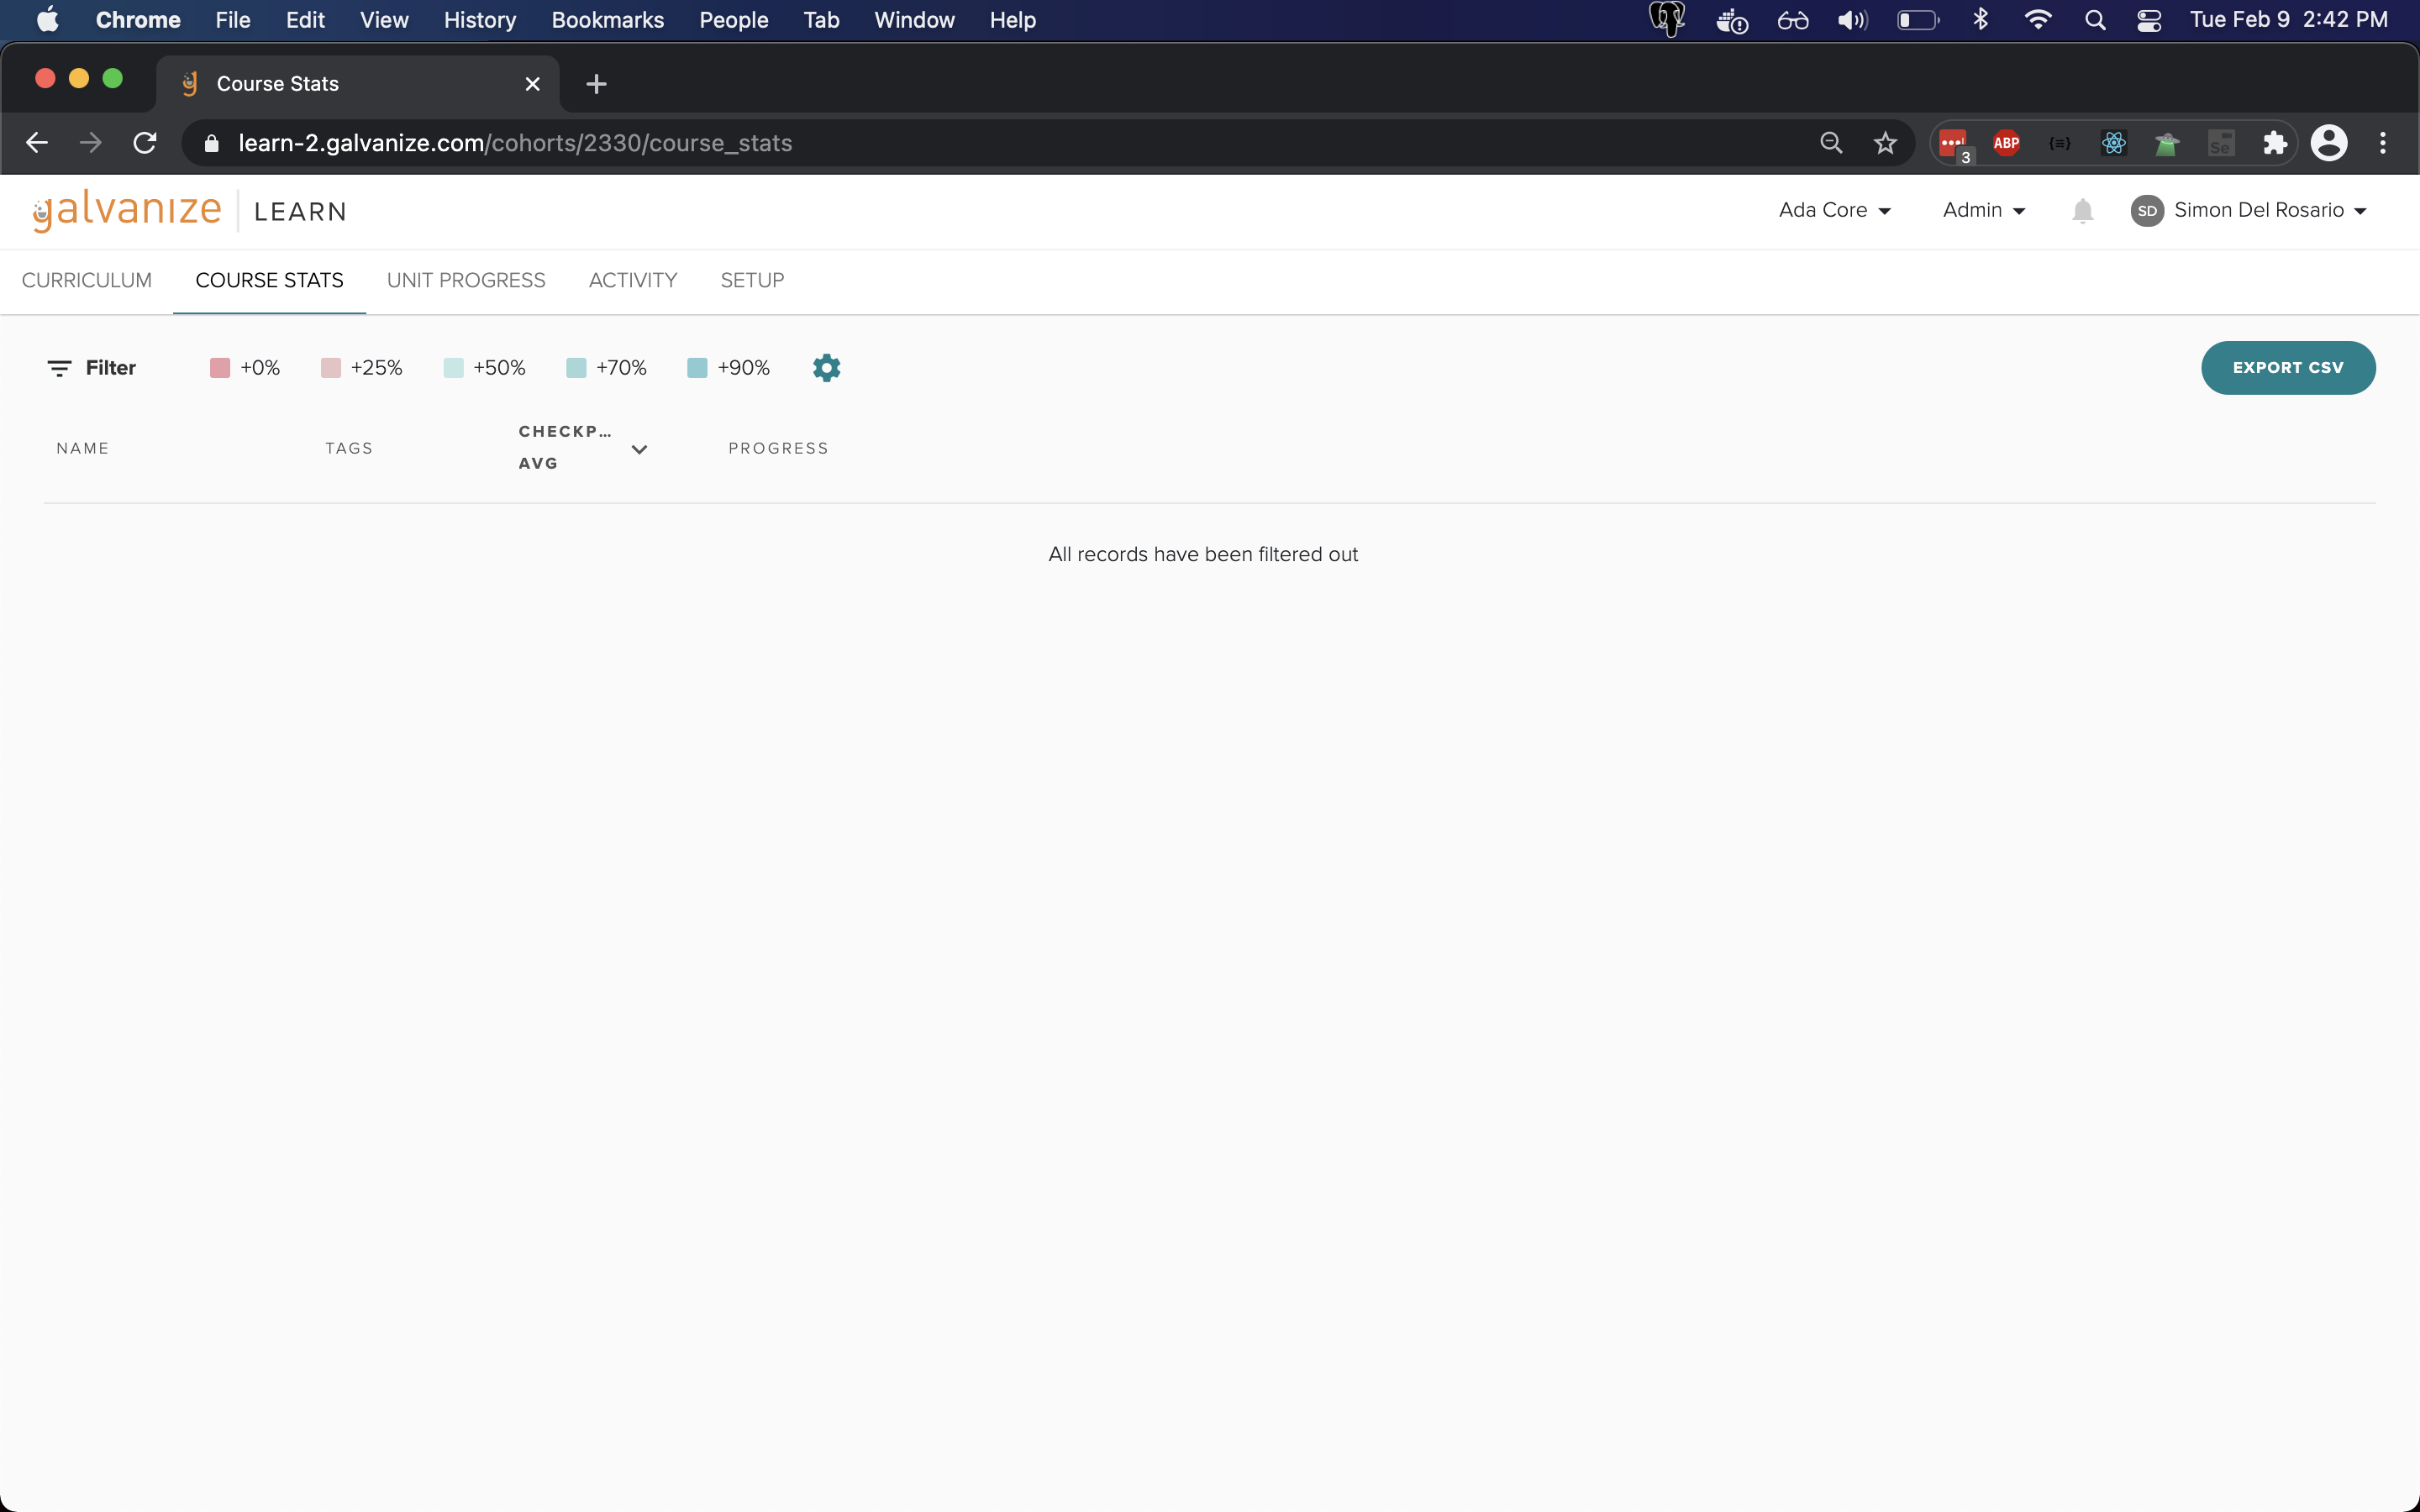 Chrome File Edit View History Bookmarks People Tab Window Help Tue Feb 9 2:42 PM
Course Stats
learn-2.galvanize.com/cohorts/2330/course_stats ••• 3 ABP {≡} Se
galvanize LEARN Ada Core Admin SD Simon Del Rosario
CURRICULUM COURSE STATS UNIT PROGRESS ACTIVITY SETUP
Filter +0% +25% +50% +70% +90% EXPORT CSV
NAME TAGS CHECKP... PROGRESS
AVG
All records have been filtered out